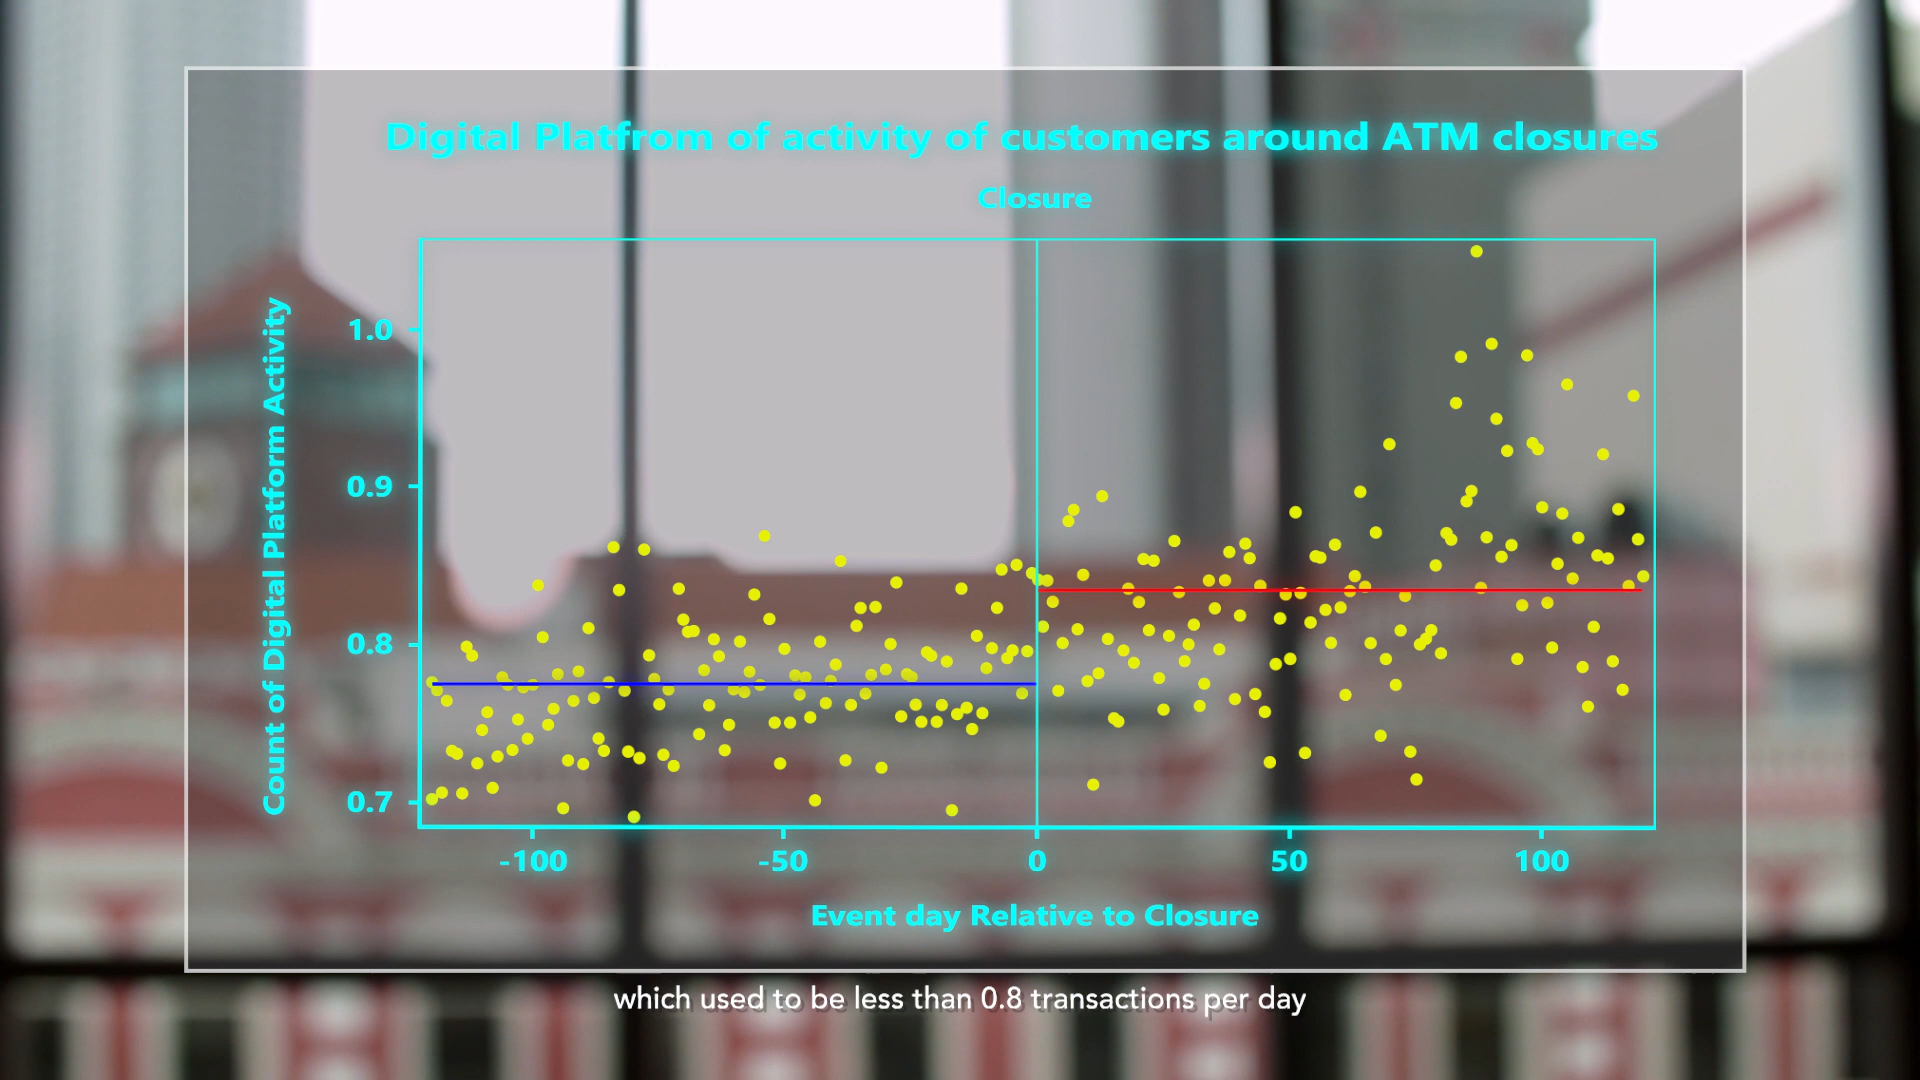 Digital Platfrom of activity of customers around ATM closures
Closure
Count of Digital Platform Activity
1.0
0.9
0.8
0.7
-100 -50 0 50 100
Event day Relative to Closure
which used to be less than 0.8 transactions per day